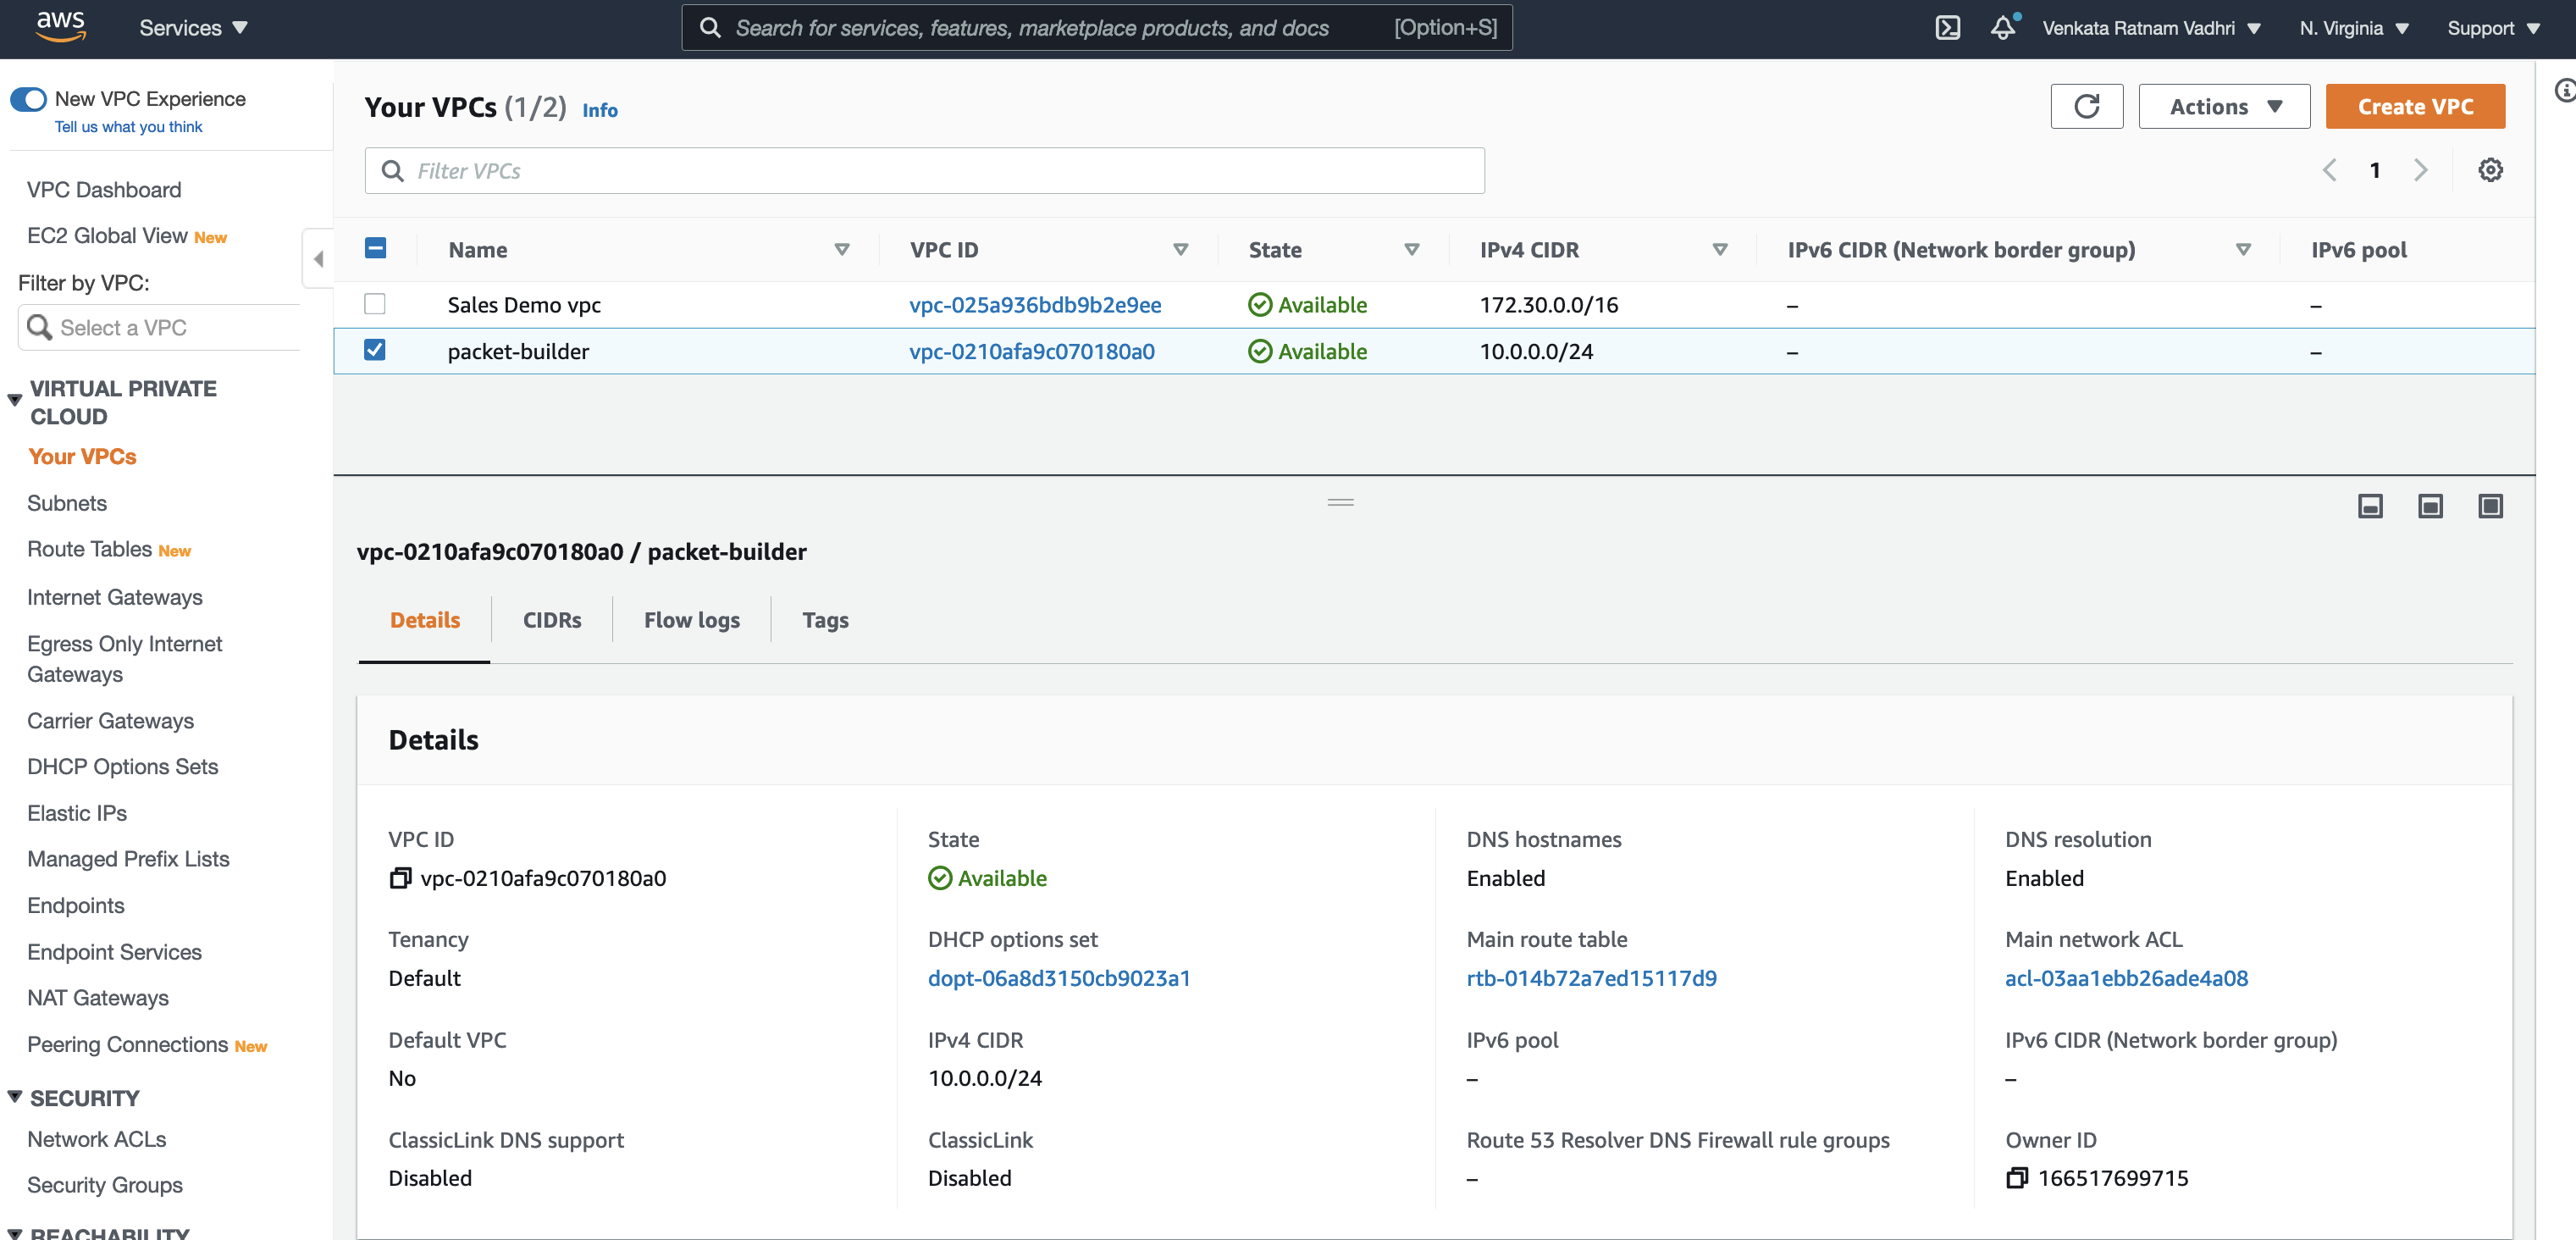 aws
Services
Search for services, features, marketplace products, and docs [Option+S]
Venkata Ratnam Vadhri
N. Virginia
Support
New VPC Experience
Tell us what you think
VPC Dashboard
EC2 Global View New
Filter by VPC:
Select a VPC
VIRTUAL PRIVATE
CLOUD
Your VPCs
Subnets
Route Tables New
Internet Gateways
Egress Only Internet
Gateways
Carrier Gateways
DHCP Options Sets
Elastic IPs
Managed Prefix Lists
Endpoints
Endpoint Services
NAT Gateways
Peering Connections New
SECURITY
Network ACLs
Security Groups
REACHABILITY
Your VPCs (1/2) Info
Actions
Create VPC
Filter VPCs
1
Name VPC ID State IPv4 CIDR IPv6 CIDR (Network border group) IPv6 pool
Sales Demo vpc vpc-025a936bdb9b2e9ee Available 172.30.0.0/16 – –
packet-builder vpc-0210afa9c070180a0 Available 10.0.0.0/24 – –
vpc-0210afa9c070180a0 / packet-builder
Details CIDRs Flow logs Tags
Details
VPC ID State DNS hostnames DNS resolution
vpc-0210afa9c070180a0 Available Enabled Enabled
Tenancy DHCP options set Main route table Main network ACL
Default dopt-06a8d3150cb9023a1 rtb-014b72a7ed15117d9 acl-03aa1ebb26ade4a08
Default VPC IPv4 CIDR IPv6 pool IPv6 CIDR (Network border group)
No 10.0.0.0/24 – –
ClassicLink DNS support ClassicLink Route 53 Resolver DNS Firewall rule groups Owner ID
Disabled Disabled – 166517699715